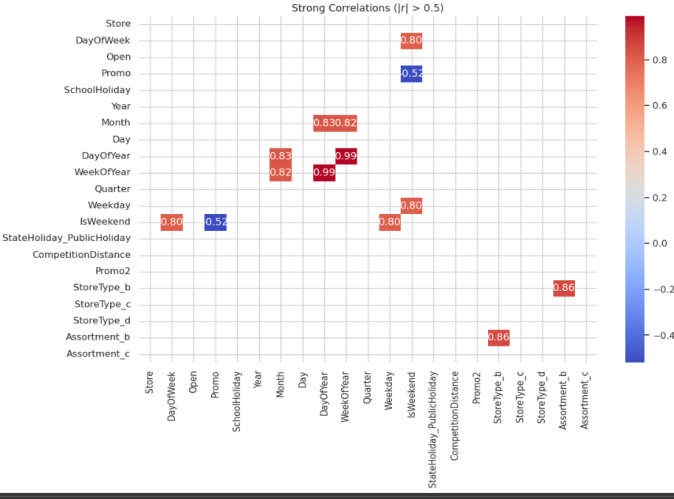 Strong Correlations (|r| > 0.5)
Store
DayOfWeek 0.80
Open
Promo -0.52
SchoolHoliday
Year
Month 0.83 0.82
Day
DayOfYear 0.83 0.99
WeekOfYear 0.82 0.99
Quarter
Weekday 0.80
IsWeekend 0.80 -0.52 0.80
StateHoliday_PublicHoliday
CompetitionDistance
Promo2
StoreType_b 0.86
StoreType_c
StoreType_d
Assortment_b 0.86
Assortment_c
Store
DayOfWeek
Open
Promo
SchoolHoliday
Year
Month
Day
DayOfYear
WeekOfYear
Quarter
Weekday
IsWeekend
StateHoliday_PublicHoliday
CompetitionDistance
Promo2
StoreType_b
StoreType_c
StoreType_d
Assortment_b
Assortment_c
0.8
0.6
0.4
0.2
0.0
−0.2
−0.4